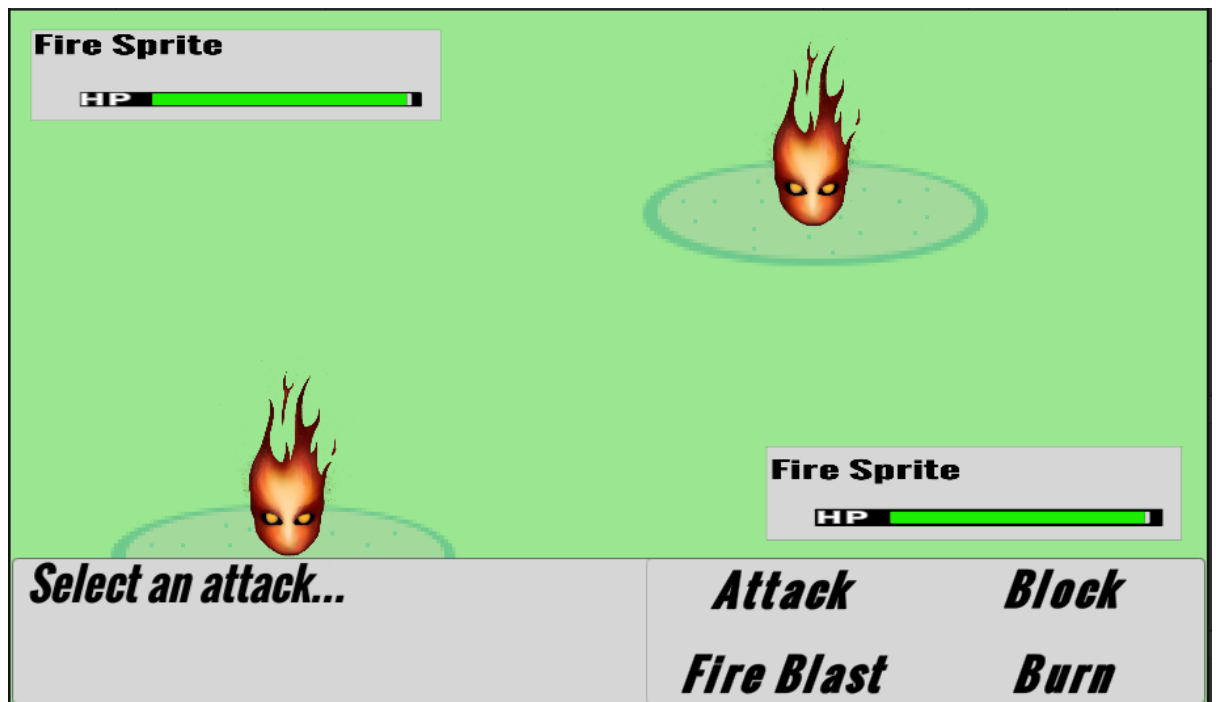 Fire Sprite
HP
Fire Sprite
HP
Select an attack...
Attack Block
Fire Blast Burn